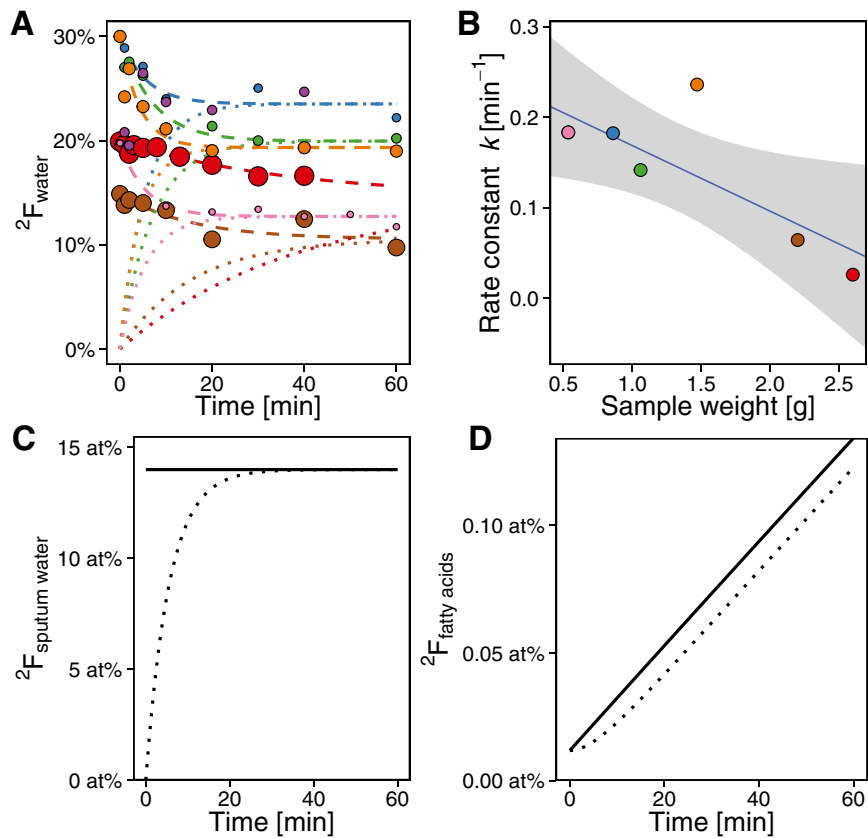 A
30%
20%
10%
0%
²Fwater
0
20
40
60
Time [min]
B
0.3
0.2
0.1
0.0
Rate constant k [min⁻¹]
0.5
1.0
1.5
2.0
2.5
Sample weight [g]
C
15 at%
10 at%
5 at%
0 at%
²Fsputum water
0
20
40
60
Time [min]
D
0.10 at%
0.05 at%
0.00 at%
²Ffatty acids
0
20
40
60
Time [min]